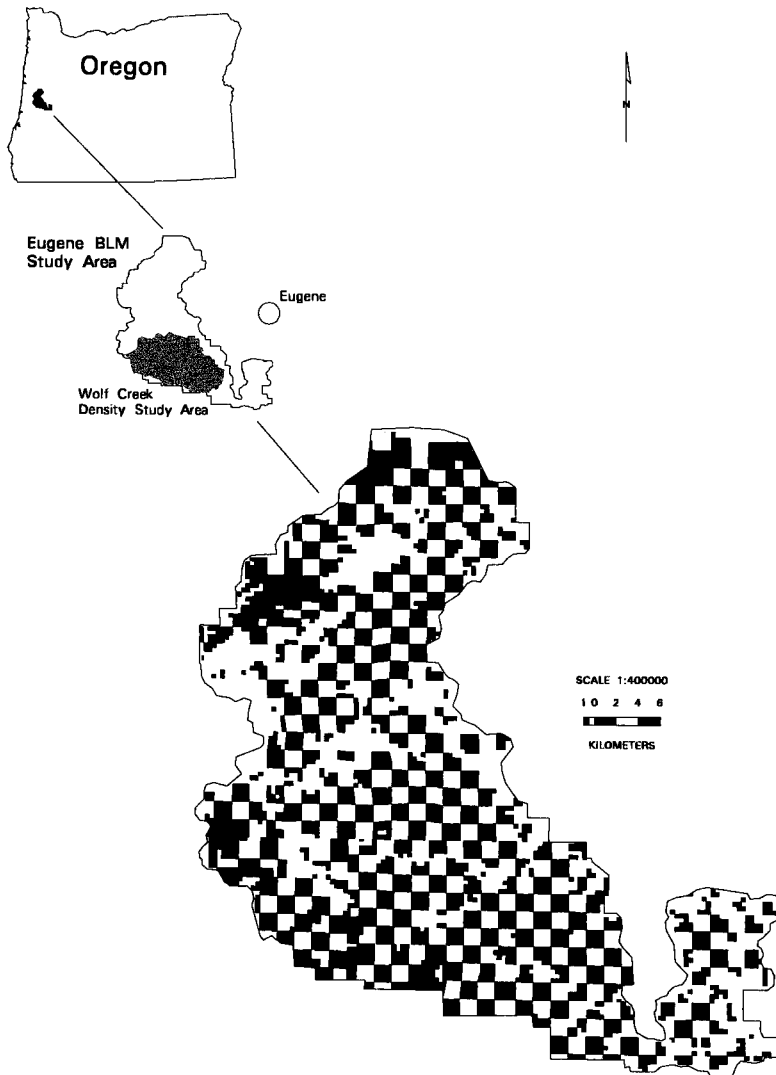 Oregon
N
Eugene BLM
Study Area
Eugene
Wolf Creek
Density Study Area
SCALE 1:400000
1 0 2 4 6
KILOMETERS